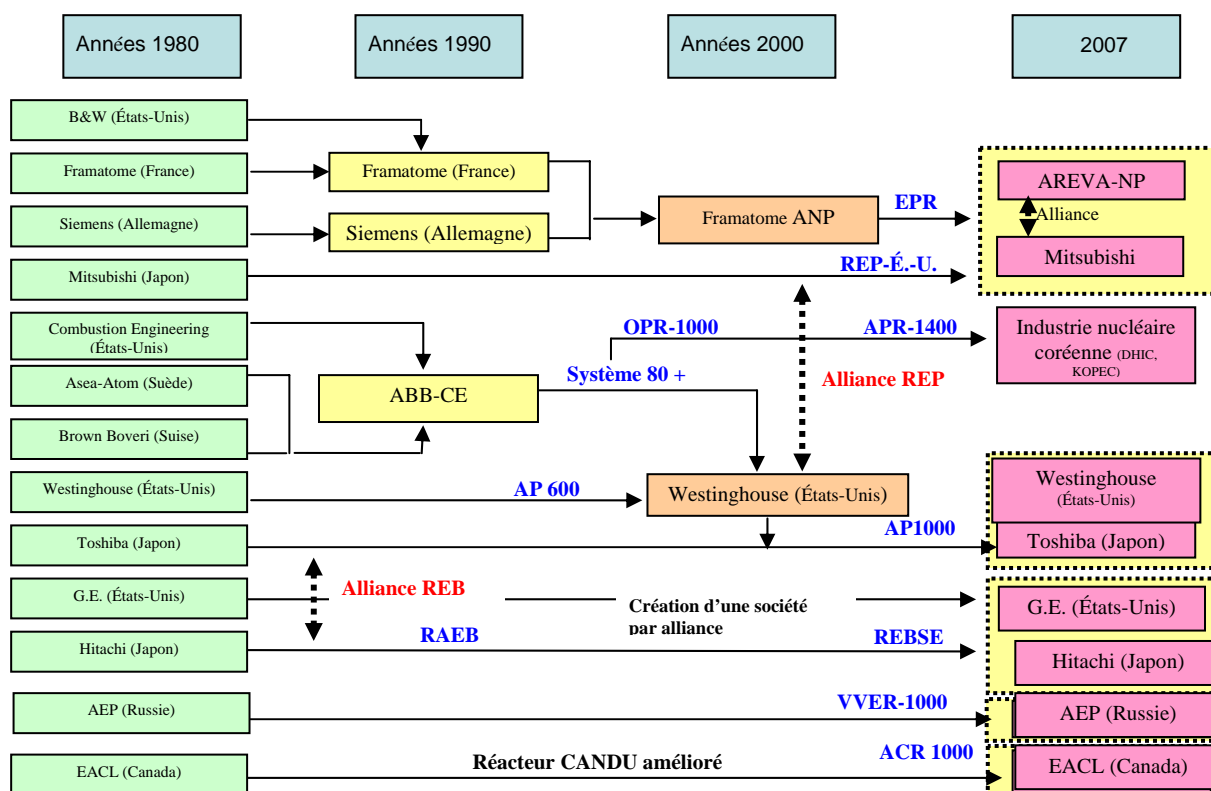 Années 1980
Années 1990
Années 2000
2007
B&W (États-Unis)
Framatome (France)
Siemens (Allemagne)
Mitsubishi (Japon)
Combustion Engineering
(États-Unis)
Asea-Atom (Suède)
Brown Boveri (Suise)
Westinghouse (États-Unis)
Toshiba (Japon)
G.E. (États-Unis)
Hitachi (Japon)
AEP (Russie)
EACL (Canada)
Framatome (France)
Siemens (Allemagne)
ABB-CE
Framatome ANP
Westinghouse (États-Unis)
EPR
REP-É.-U.
OPR-1000
APR-1400
Système 80 +
Alliance REP
AP 600
AP1000
Alliance REB
Création d’une société
par alliance
RAEB
REBSE
VVER-1000
Réacteur CANDU amélioré
ACR 1000
AREVA-NP
Alliance
Mitsubishi
Industrie nucléaire
coréenne (DHIC,
KOPEC)
Westinghouse
(États-Unis)
Toshiba (Japon)
G.E. (États-Unis)
Hitachi (Japon)
AEP (Russie)
EACL (Canada)